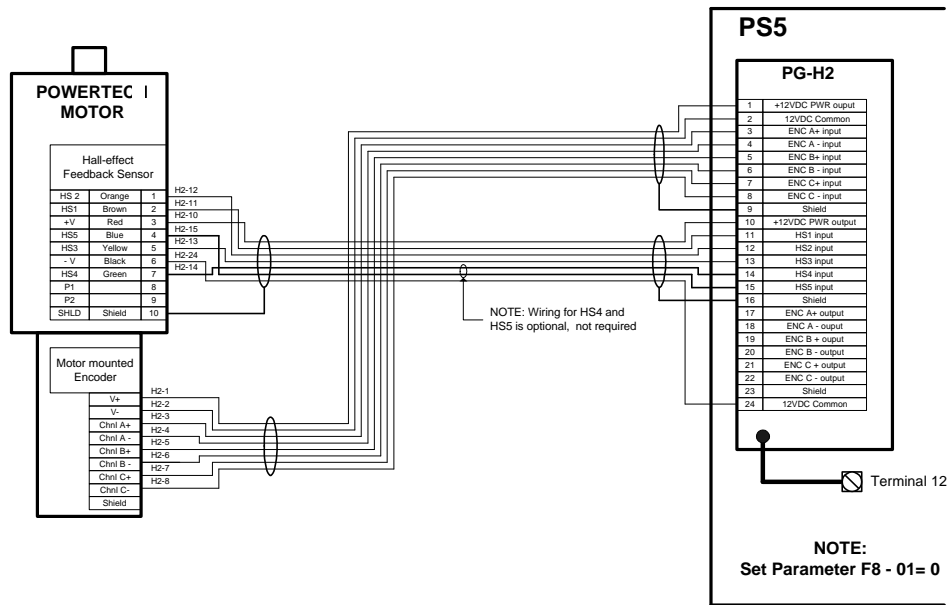 PS5
PG-H2
1 +12VDC PWR ouput
2 12VDC Common
3 ENC A+ input
4 ENC A - input
5 ENC B+ input
6 ENC B - input
7 ENC C+ input
8 ENC C - input
9 Shield
10 +12VDC PWR output
11 HS1 input
12 HS2 input
13 HS3 input
14 HS4 input
15 HS5 input
16 Shield
17 ENC A+ output
18 ENC A - ouput
19 ENC B + ouput
20 ENC B - output
21 ENC C + output
22 ENC C - output
23 Shield
24 12VDC Common
Terminal 12
NOTE:
Set Parameter F8 - 01= 0
POWERTEC
MOTOR
Hall-effect
Feedback Sensor
HS 2 Orange 1 H2-12
HS1 Brown 2 H2-11
+V Red 3 H2-10
HS5 Blue 4 H2-15
HS3 Yellow 5 H2-13
- V Black 6 H2-24
HS4 Green 7 H2-14
P1 8
P2 9
SHLD Shield 10
NOTE: Wiring for HS4 and
HS5 is optional, not required
Motor mounted
Encoder
V+ H2-1
V- H2-2
Chnl A+ H2-3
Chnl A - H2-4
Chnl B+ H2-5
Chnl B - H2-6
Chnl C+ H2-7
Chnl C- H2-8
Shield